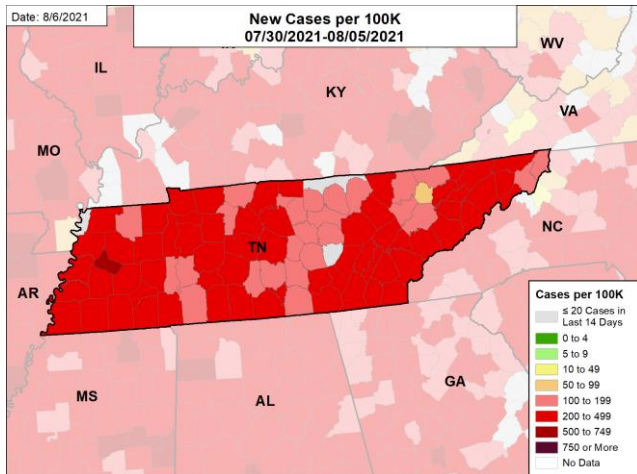 Date: 8/6/2021
New Cases per 100K
07/30/2021-08/05/2021
WV
IL
KY
VA
MO
NC
TN
AR
MS
AL
GA
Cases per 100K
≤ 20 Cases in
Last 14 Days
0 to 4
5 to 9
10 to 49
50 to 99
100 to 199
200 to 499
500 to 749
750 or More
No Data